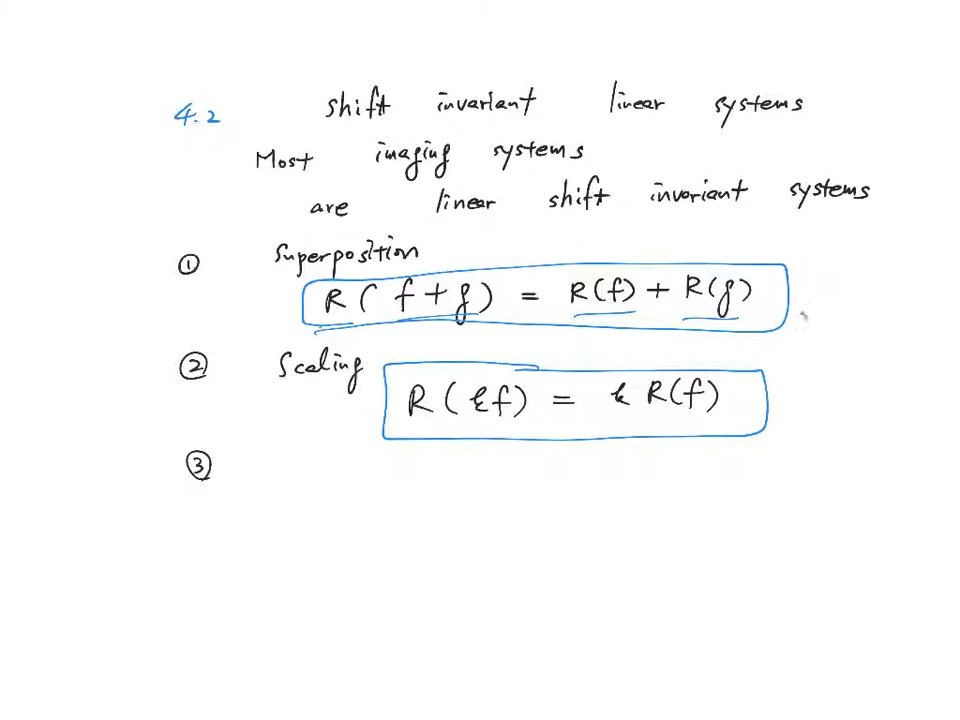 4.2 shift invariant linear systems
Most imaging systems
are linear shift invariant systems
① Superposition
R(f+g) = R(f) + R(g)
② Scaling
R(kf) = k R(f)
③